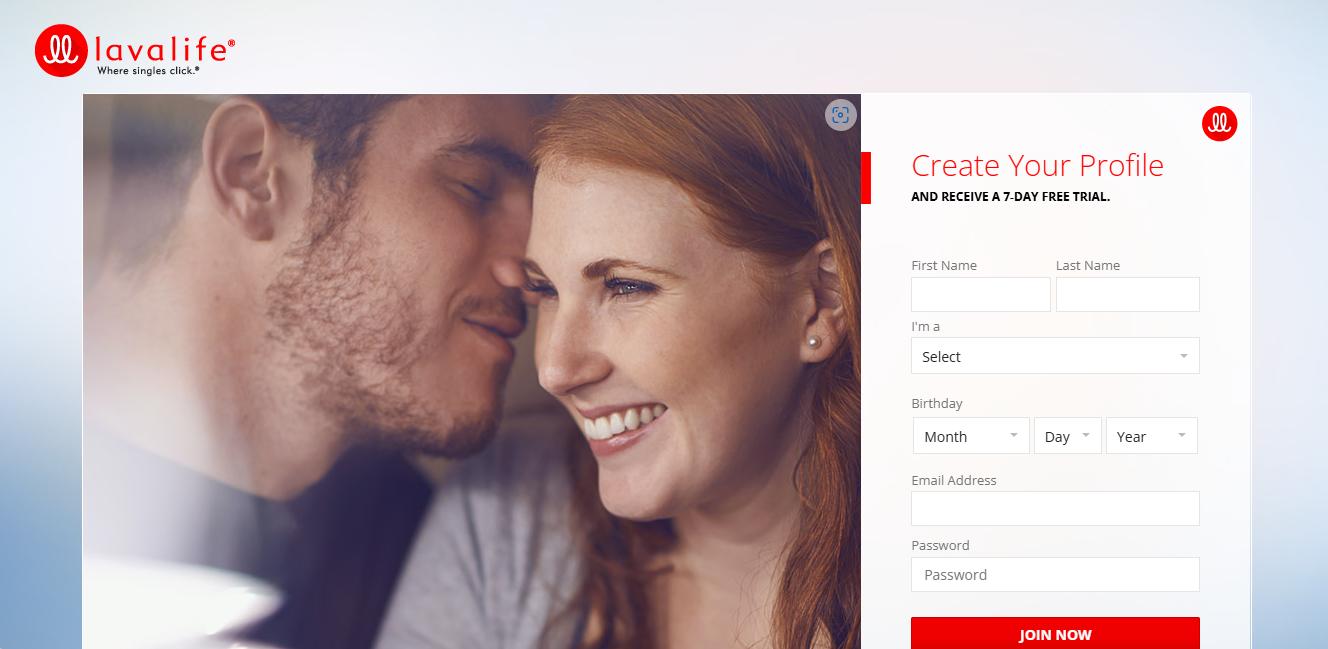 lavalife®
Where singles click.®
Create Your Profile
AND RECEIVE A 7-DAY FREE TRIAL.
First Name Last Name
I'm a
Select
Birthday
Month Day Year
Email Address
Password
Password
JOIN NOW